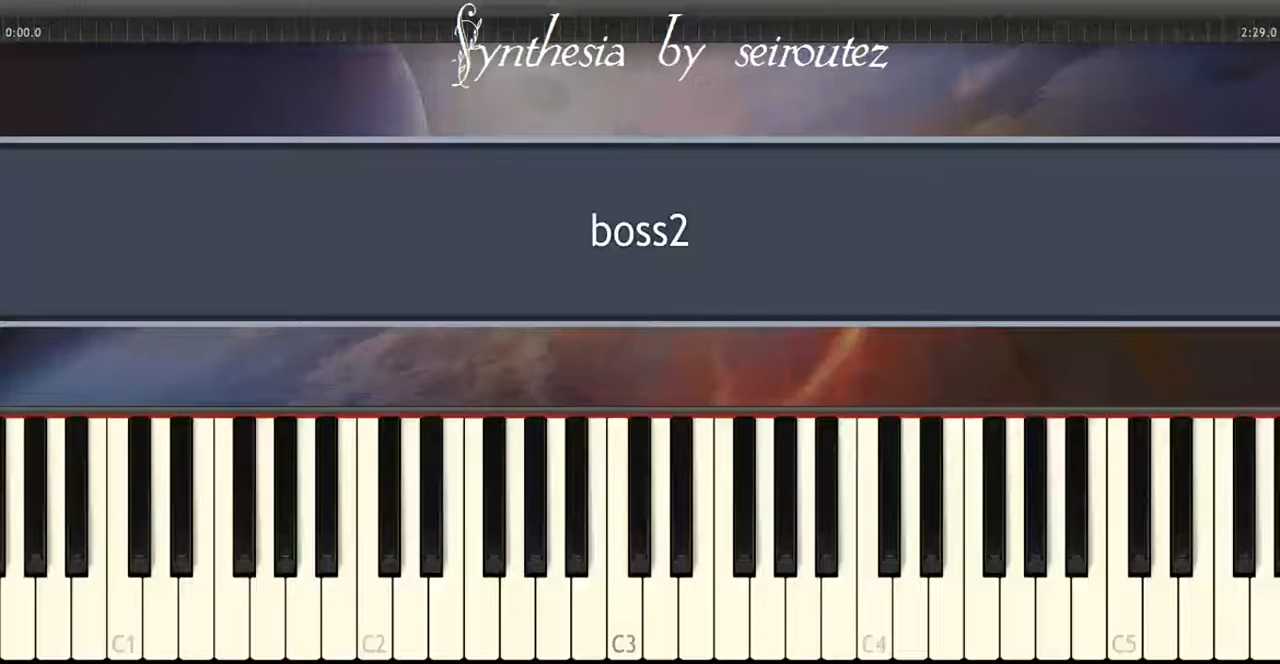 0:00.0
Synthesia by seiroutez
2:29.0
boss2
C1 C2 C3 C4 C5